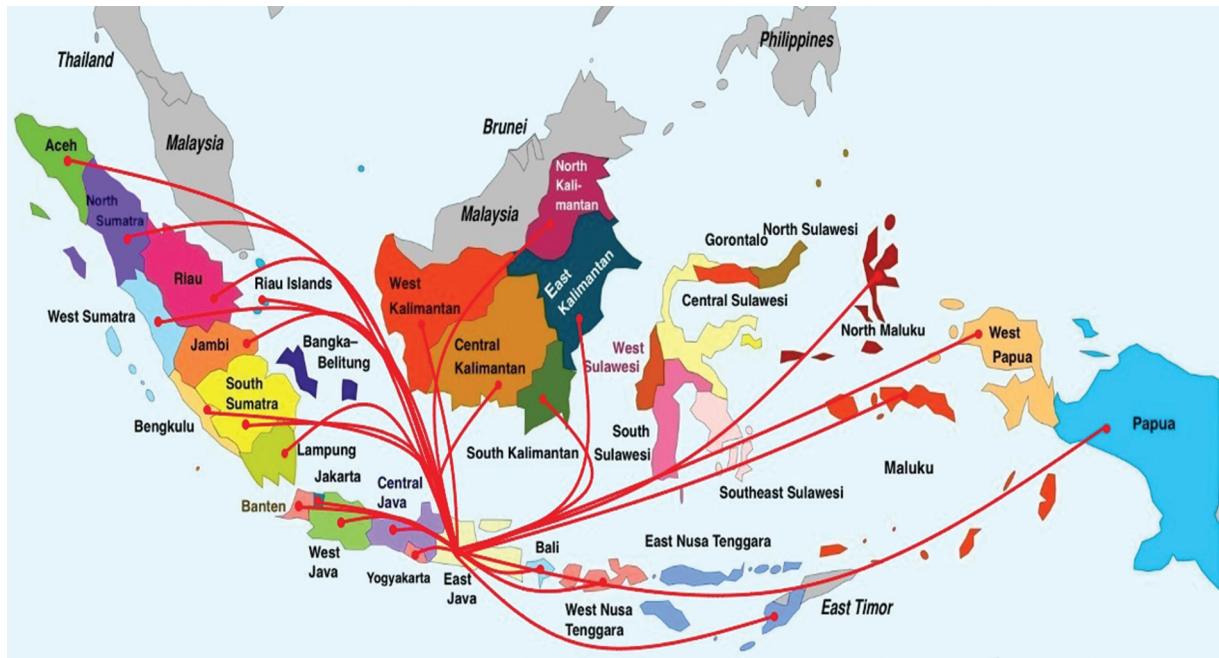 Philippines
Thailand
Brunei
Malaysia
Aceh
North
Kali-
mantan
North
Sumatra
Malaysia
Gorontalo
North Sulawesi
East
Kalimantan
Riau
Riau Islands
West
Kalimantan
Central Sulawesi
West Sumatra
North Maluku
West
Papua
Jambi
Bangka–
Belitung
Central
Kalimantan
West
Sulawesi
South
Sumatra
Bengkulu
Papua
South
Sulawesi
Lampung
South Kalimantan
Maluku
Jakarta
Central
Java
Southeast Sulawesi
Banten
East Nusa Tenggara
West
Java
Bali
Yogyakarta
East
Java
West Nusa
Tenggara
East Timor